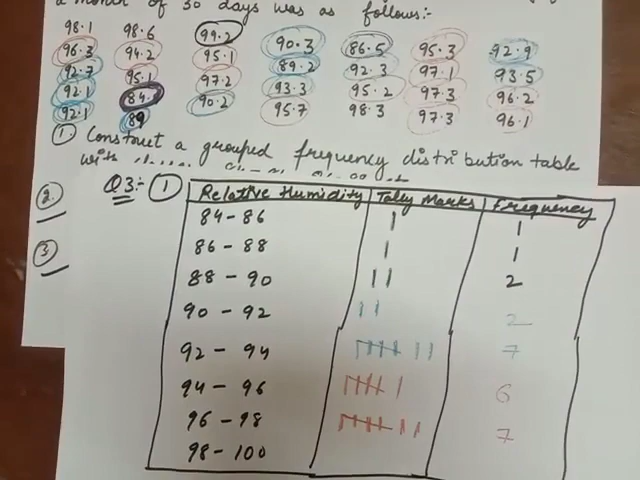 a month of 30 days was as follows:-
98.1 98.6 99.2 90.3 86.5 95.3 92.9
96.3 94.2 95.1 89.2 92.3 97.1 93.5
92.7 95.1 97.2 93.3 95.2 97.3 96.2
92.1 84. 90.2 95.7 98.3 97.3 96.1
92.1 89
① Construct a grouped frequency distribution table
with
Q3:- ① Relative Humidity Tally Marks Frequency
②
③
84-86 | 1
86-88 | 1
88-90 || 2
90-92 || 2
92-94 |||| || 7
94-96 |||| | 6
96-98 |||| || 7
98-100